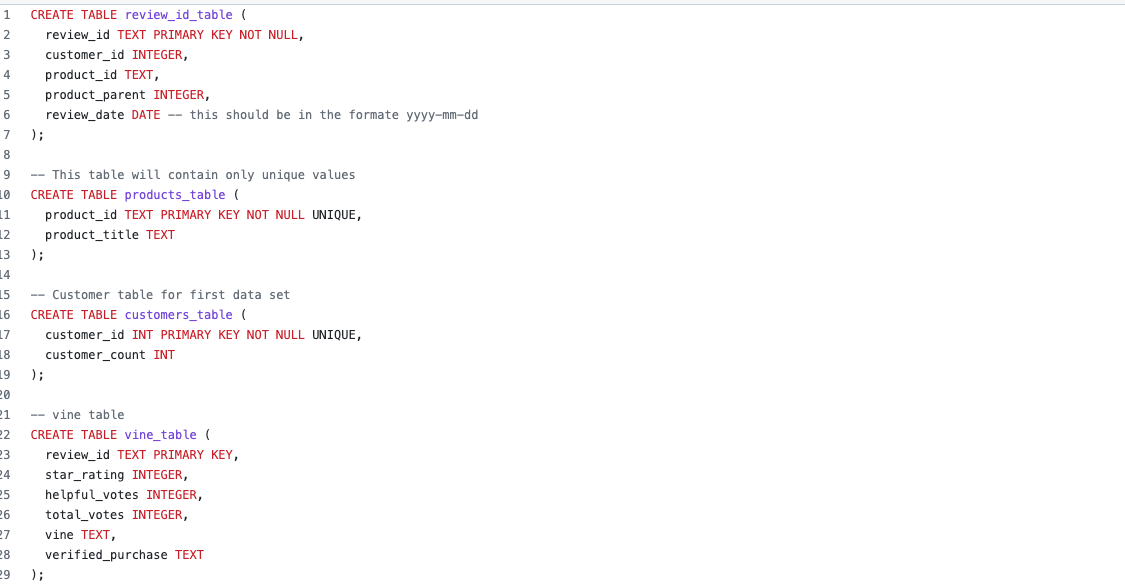 1 CREATE TABLE review_id_table (
2 review_id TEXT PRIMARY KEY NOT NULL,
3 customer_id INTEGER,
4 product_id TEXT,
5 product_parent INTEGER,
6 review_date DATE -- this should be in the formate yyyy-mm-dd
7 );
8
9 -- This table will contain only unique values
10 CREATE TABLE products_table (
11 product_id TEXT PRIMARY KEY NOT NULL UNIQUE,
12 product_title TEXT
13 );
14
15 -- Customer table for first data set
16 CREATE TABLE customers_table (
17 customer_id INT PRIMARY KEY NOT NULL UNIQUE,
18 customer_count INT
19 );
20
21 -- vine table
22 CREATE TABLE vine_table (
23 review_id TEXT PRIMARY KEY,
24 star_rating INTEGER,
25 helpful_votes INTEGER,
26 total_votes INTEGER,
27 vine TEXT,
28 verified_purchase TEXT
29 );